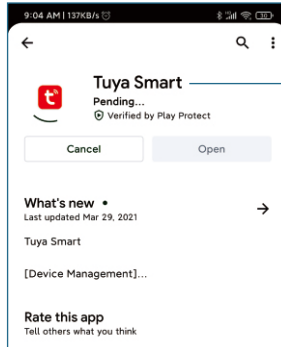 9:04 AM | 137KB/s
30
Tuya Smart
Pending...
Verified by Play Protect
Cancel
Open
What's new •
Last updated Mar 29, 2021
Tuya Smart
[Device Management]...
Rate this app
Tell others what you think